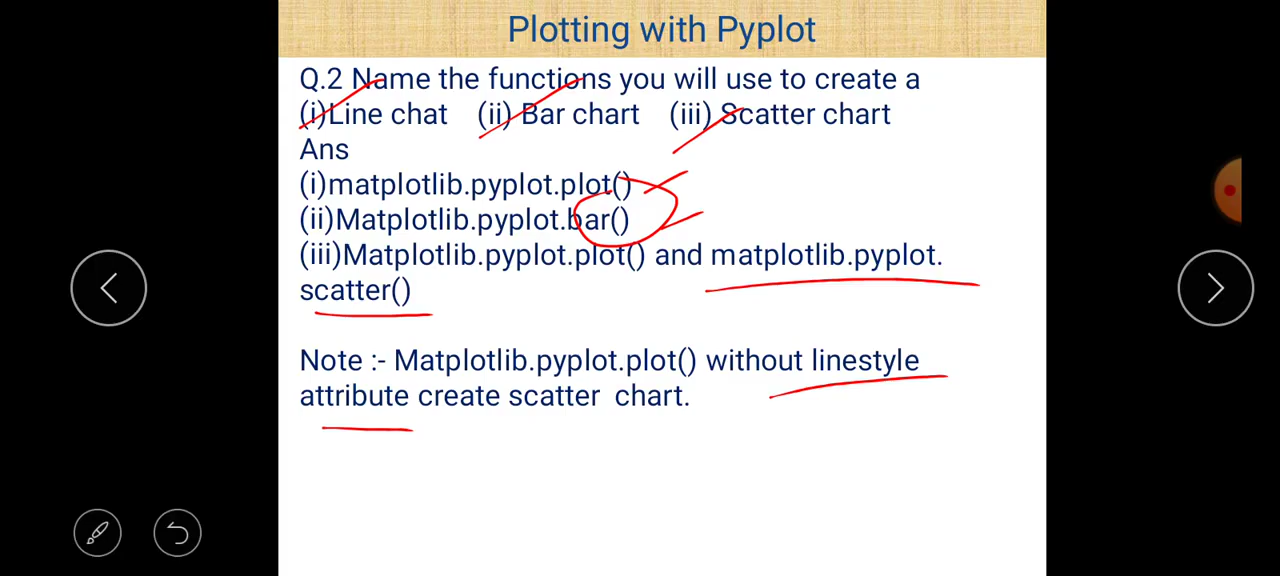 Plotting with Pyplot
Q.2 Name the functions you will use to create a
(i)Line chat (ii) Bar chart (iii) Scatter chart
Ans
(i)matplotlib.pyplot.plot()
(ii)Matplotlib.pyplot.bar()
(iii)Matplotlib.pyplot.plot() and matplotlib.pyplot.
scatter()
Note :- Matplotlib.pyplot.plot() without linestyle
attribute create scatter chart.